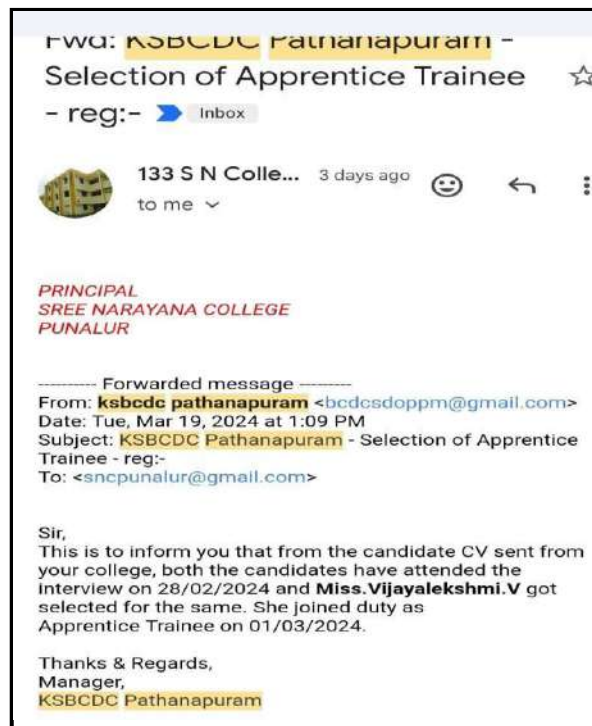 Fwd: KSBCDC Pathanapuram -
Selection of Apprentice Trainee
- reg:- Inbox
133 S N Colle... 3 days ago
to me
PRINCIPAL
SREE NARAYANA COLLEGE
PUNALUR
---------- Forwarded message ----------
From: ksbcdc pathanapuram <bcdcsdoppm@gmail.com>
Date: Tue, Mar 19, 2024 at 1:09 PM
Subject: KSBCDC Pathanapuram - Selection of Apprentice
Trainee - reg:-
To: <sncpunalur@gmail.com>
Sir,
This is to inform you that from the candidate CV sent from
your college, both the candidates have attended the
interview on 28/02/2024 and Miss.Vijayalekshmi.V got
selected for the same. She joined duty as
Apprentice Trainee on 01/03/2024.
Thanks & Regards,
Manager,
KSBCDC Pathanapuram